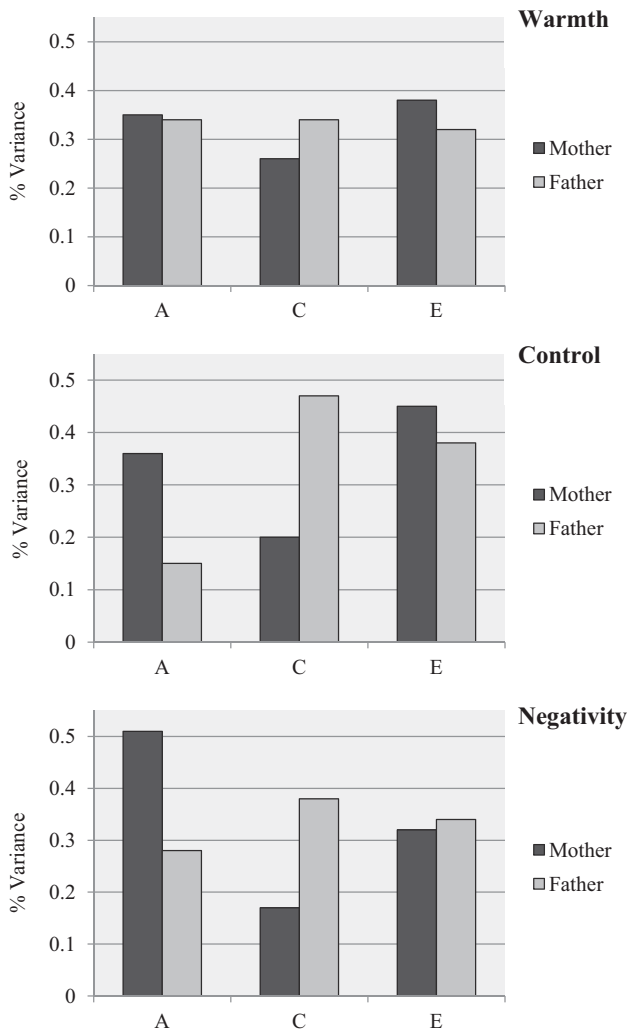 Warmth
% Variance
0.5
0.4
0.3
0.2
0.1
0
A C E
Mother
Father
Control
% Variance
0.5
0.4
0.3
0.2
0.1
0
A C E
Mother
Father
Negativity
% Variance
0.5
0.4
0.3
0.2
0.1
0
A C E
Mother
Father